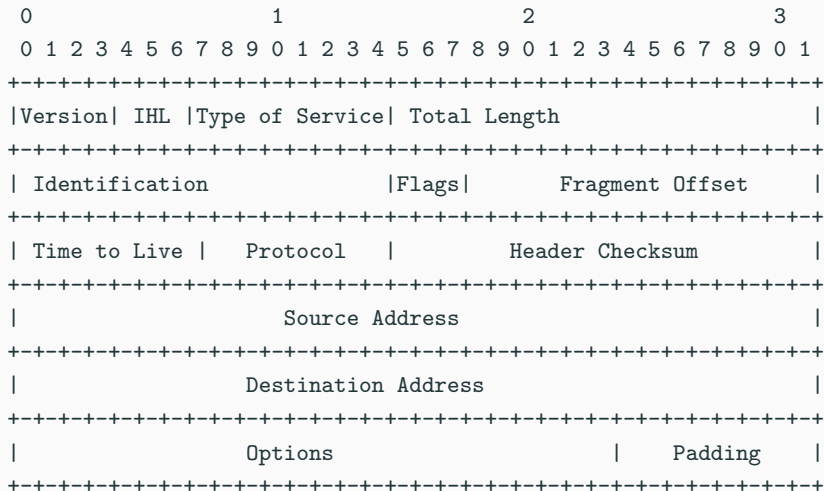 0                   1                   2                   3
 0 1 2 3 4 5 6 7 8 9 0 1 2 3 4 5 6 7 8 9 0 1 2 3 4 5 6 7 8 9 0 1
+-+-+-+-+-+-+-+-+-+-+-+-+-+-+-+-+-+-+-+-+-+-+-+-+-+-+-+-+-+-+-+-+
|Version| IHL |Type of Service| Total Length                    |
+-+-+-+-+-+-+-+-+-+-+-+-+-+-+-+-+-+-+-+-+-+-+-+-+-+-+-+-+-+-+-+-+
| Identification              |Flags|       Fragment Offset     |
+-+-+-+-+-+-+-+-+-+-+-+-+-+-+-+-+-+-+-+-+-+-+-+-+-+-+-+-+-+-+-+-+
| Time to Live |   Protocol   |         Header Checksum         |
+-+-+-+-+-+-+-+-+-+-+-+-+-+-+-+-+-+-+-+-+-+-+-+-+-+-+-+-+-+-+-+-+
|                     Source Address                            |
+-+-+-+-+-+-+-+-+-+-+-+-+-+-+-+-+-+-+-+-+-+-+-+-+-+-+-+-+-+-+-+-+
|                  Destination Address                          |
+-+-+-+-+-+-+-+-+-+-+-+-+-+-+-+-+-+-+-+-+-+-+-+-+-+-+-+-+-+-+-+-+
|                  Options                      |    Padding    |
+-+-+-+-+-+-+-+-+-+-+-+-+-+-+-+-+-+-+-+-+-+-+-+-+-+-+-+-+-+-+-+-+